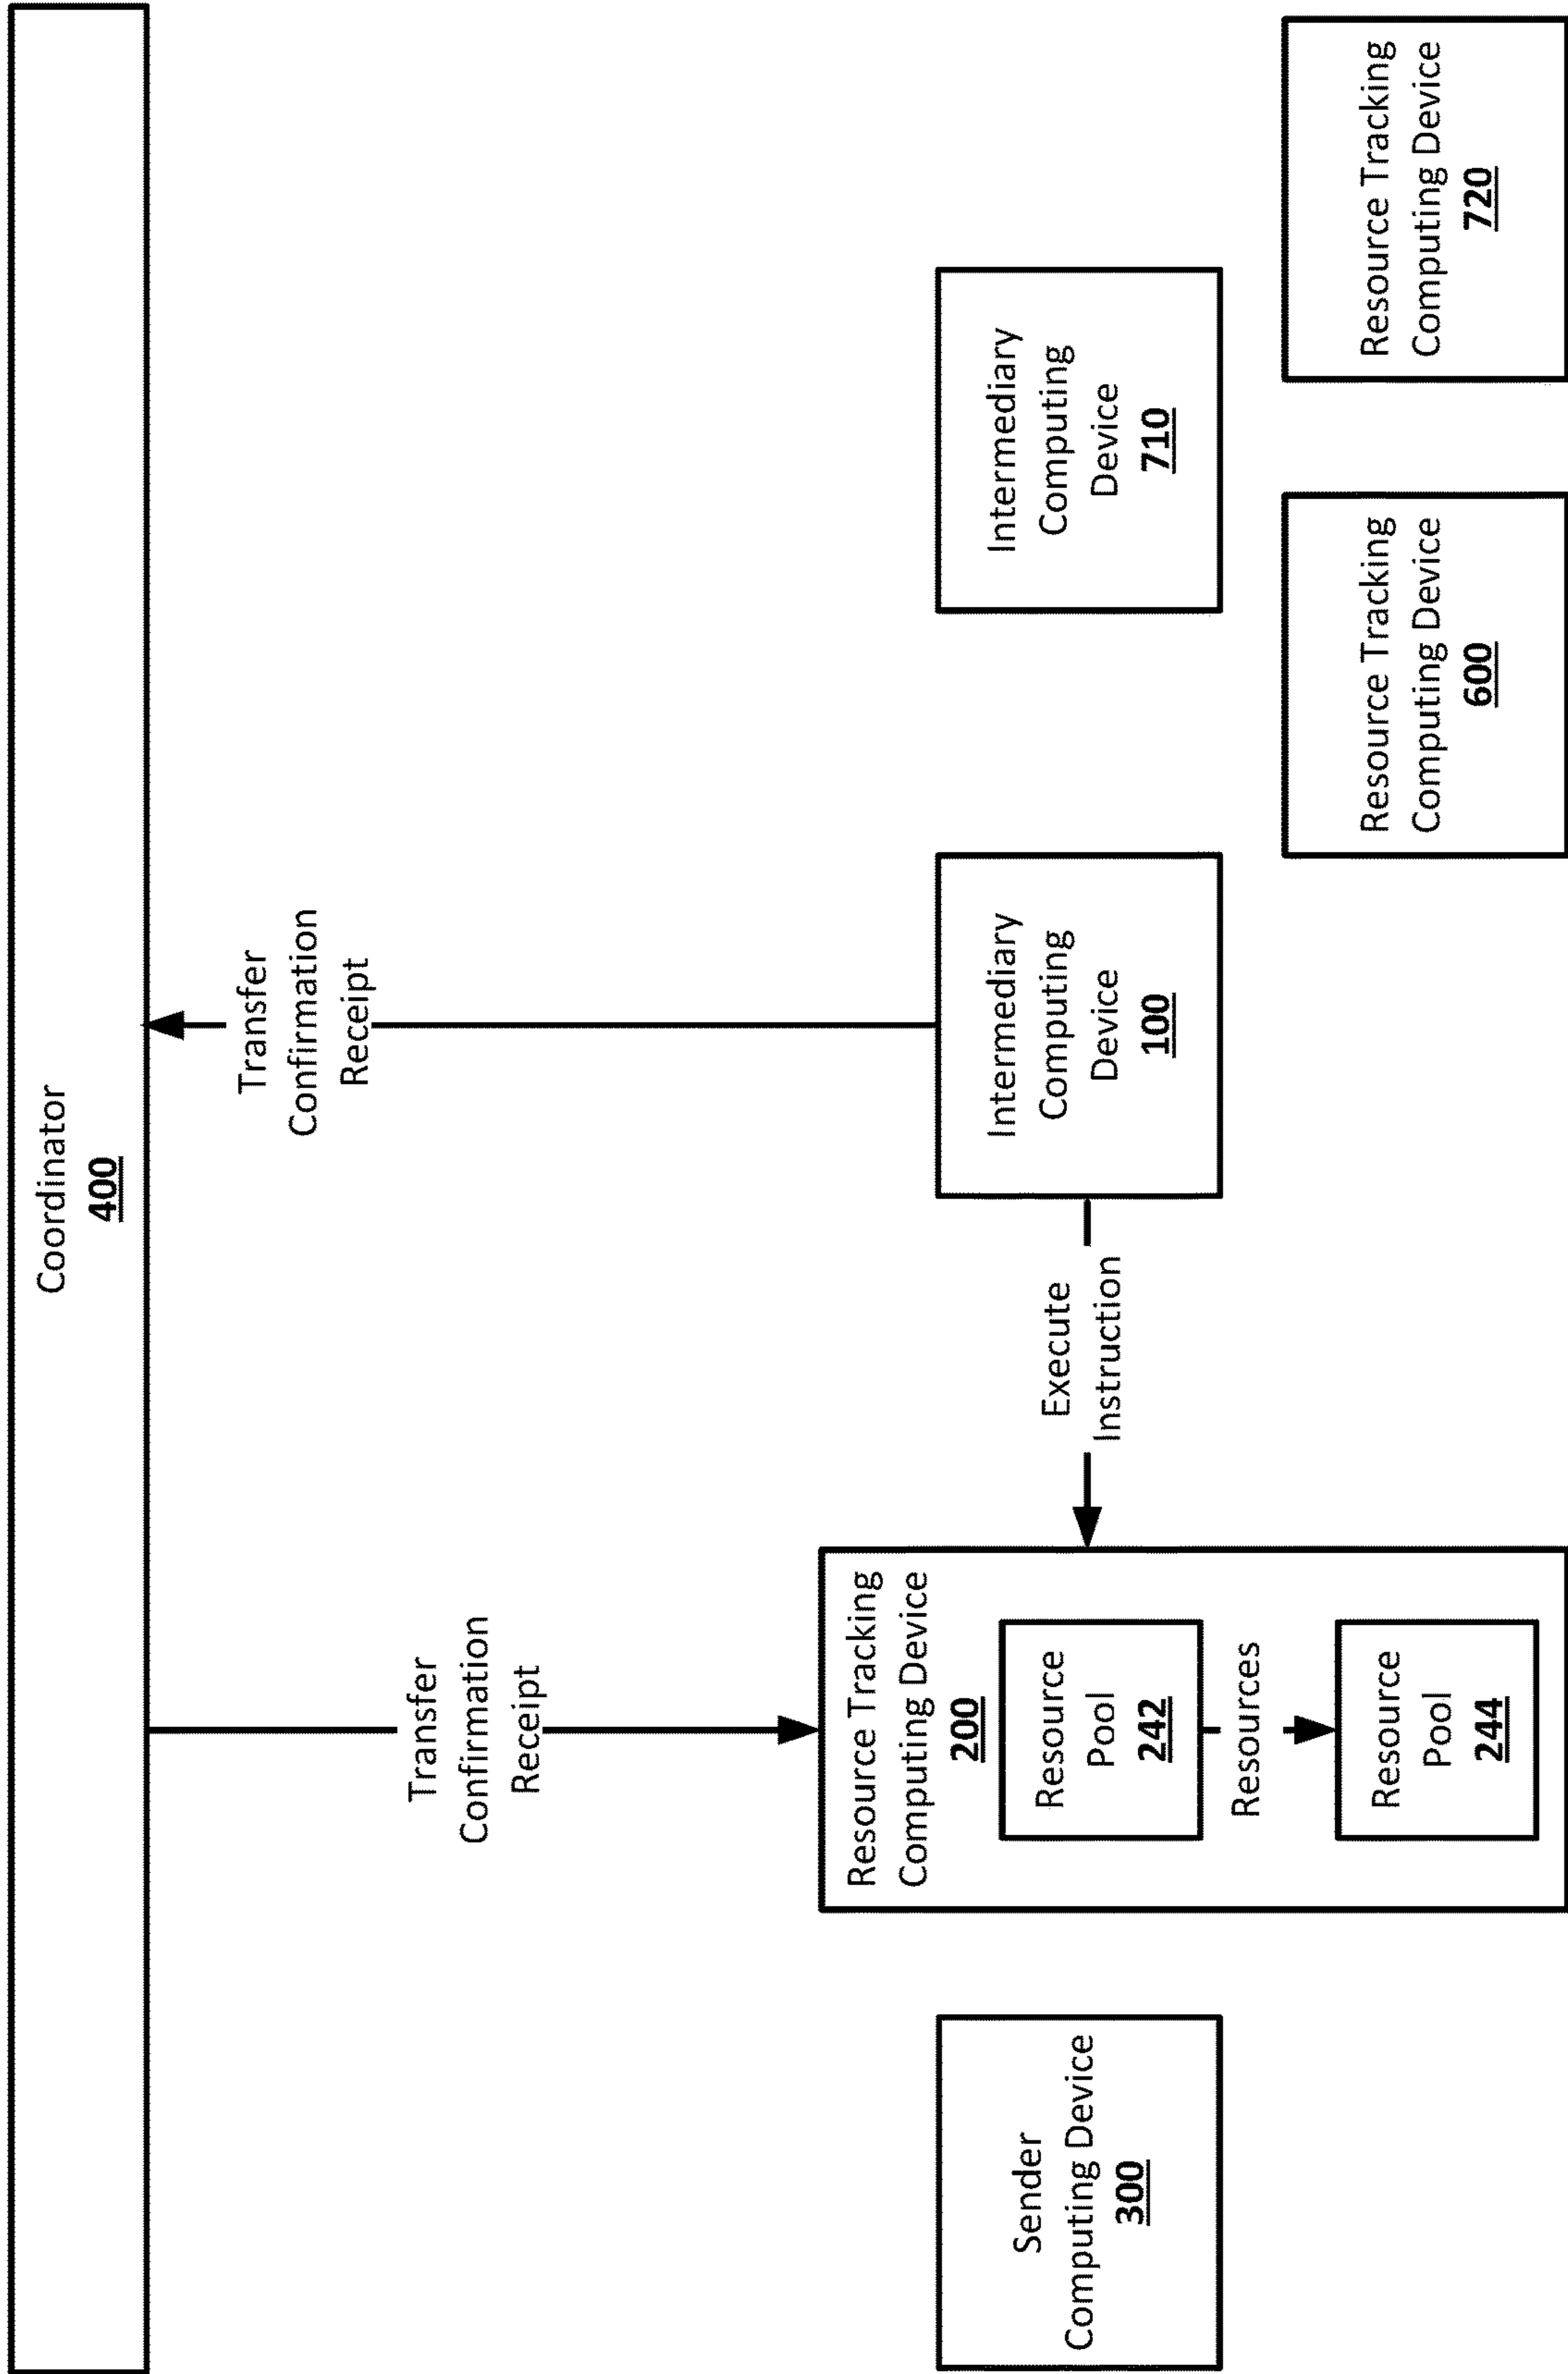 Coordinator
400
Transfer
Confirmation
Receipt
Transfer
Confirmation
Receipt
Sender
Computing Device
300
Resource Tracking
Computing Device
200
Resource
Pool
242
Resources
Resource
Pool
244
Execute
Instruction
Intermediary
Computing
Device
100
Intermediary
Computing
Device
710
Resource Tracking
Computing Device
600
Resource Tracking
Computing Device
720